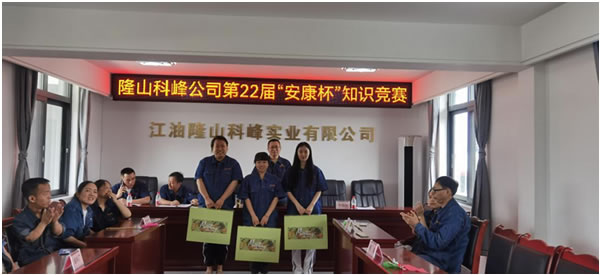 隆山科峰公司第22届“安康杯”知识竞赛
江油隆山科峰实业有限公司